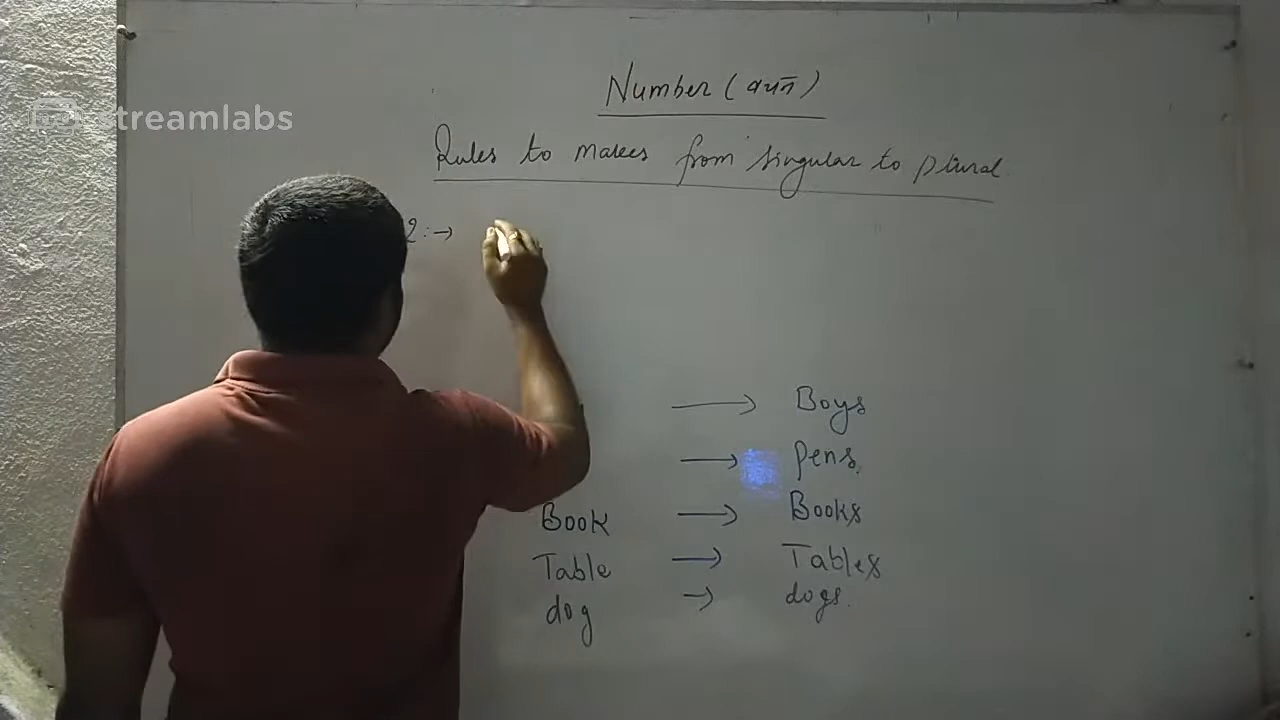 streamlabs
Number (वचन)
Rules to makes from singular to plural
2:→
→ Boys
→ Pens.
Book → Books
Table → Tables
dog → dogs.